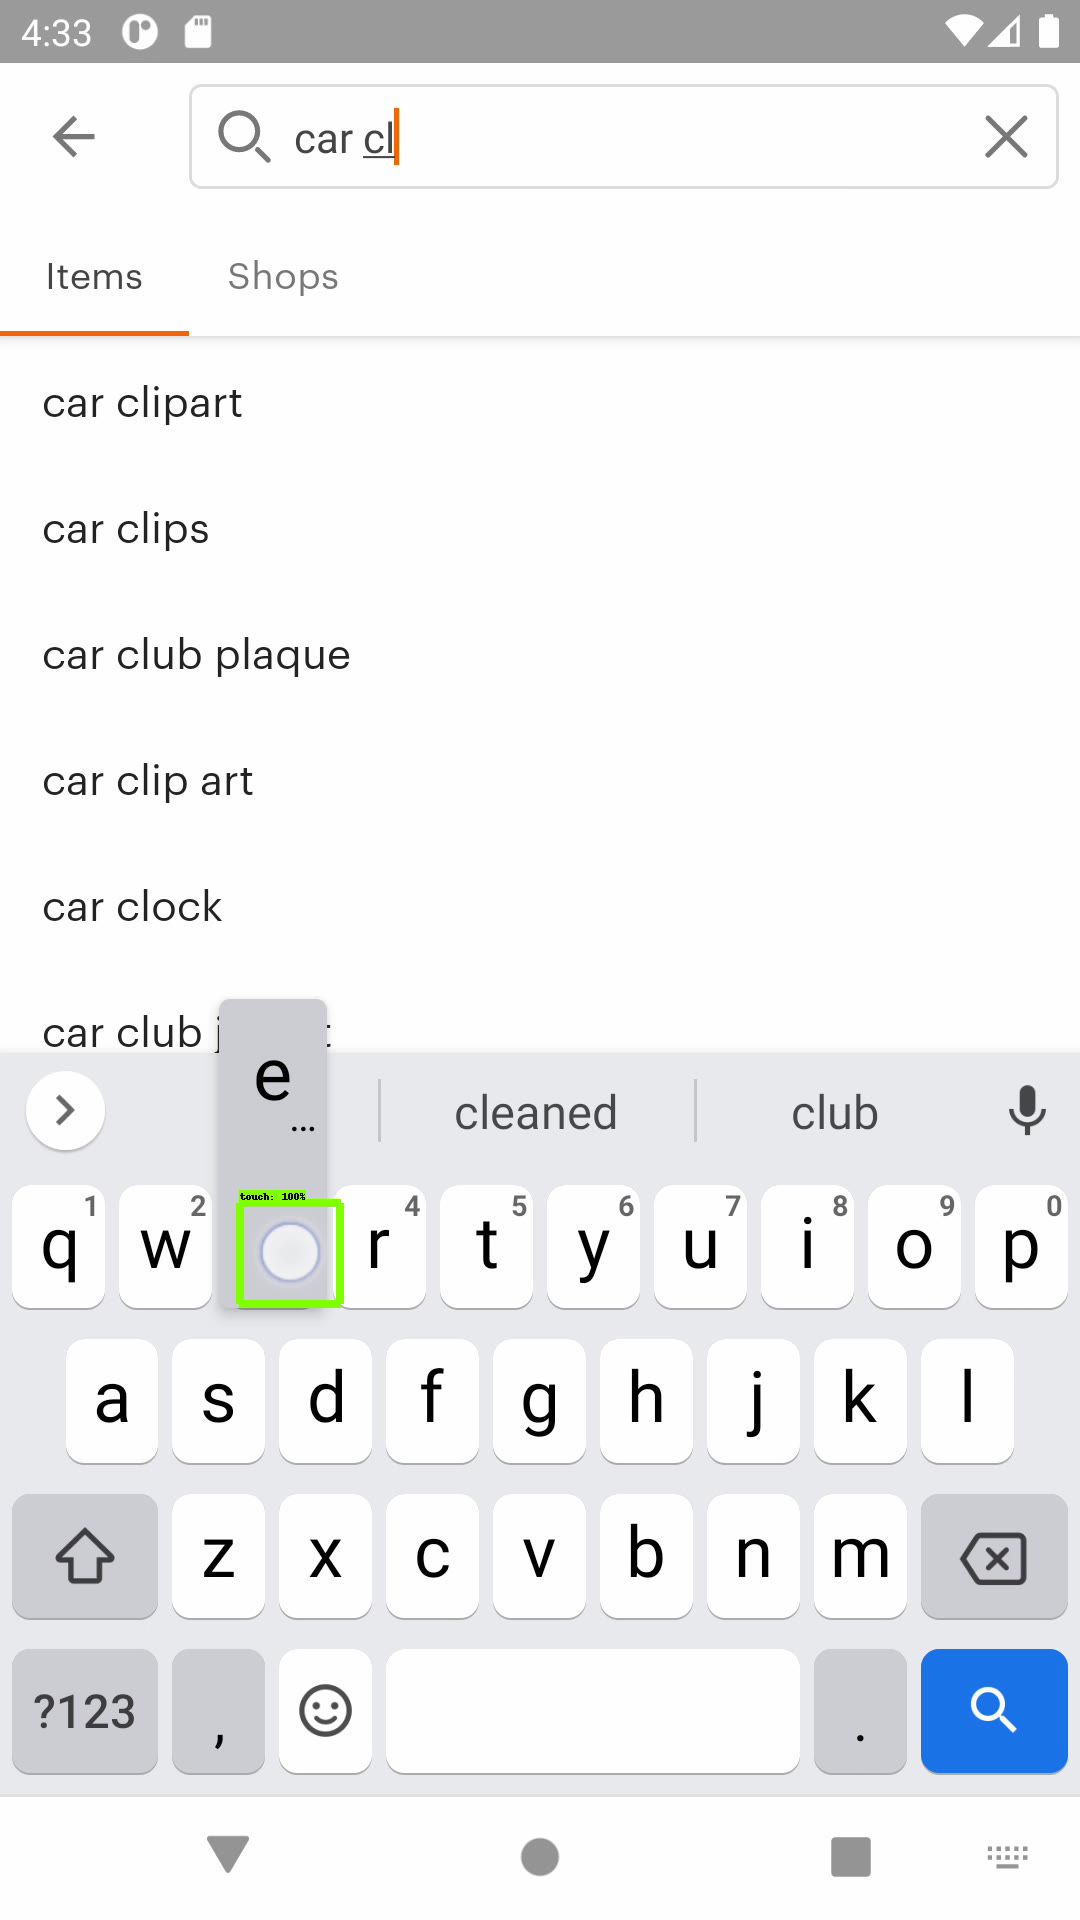 4:33
car cl
Items Shops
car clipart
car clips
car club plaque
car clip art
car clock
car club
e
...
cleaned club
touch: 100%
q 1 w 2 r 4 t 5 y 6 u 7 i 8 o 9 p 0
a s d f g h j k l
z x c v b n m
?123 , .